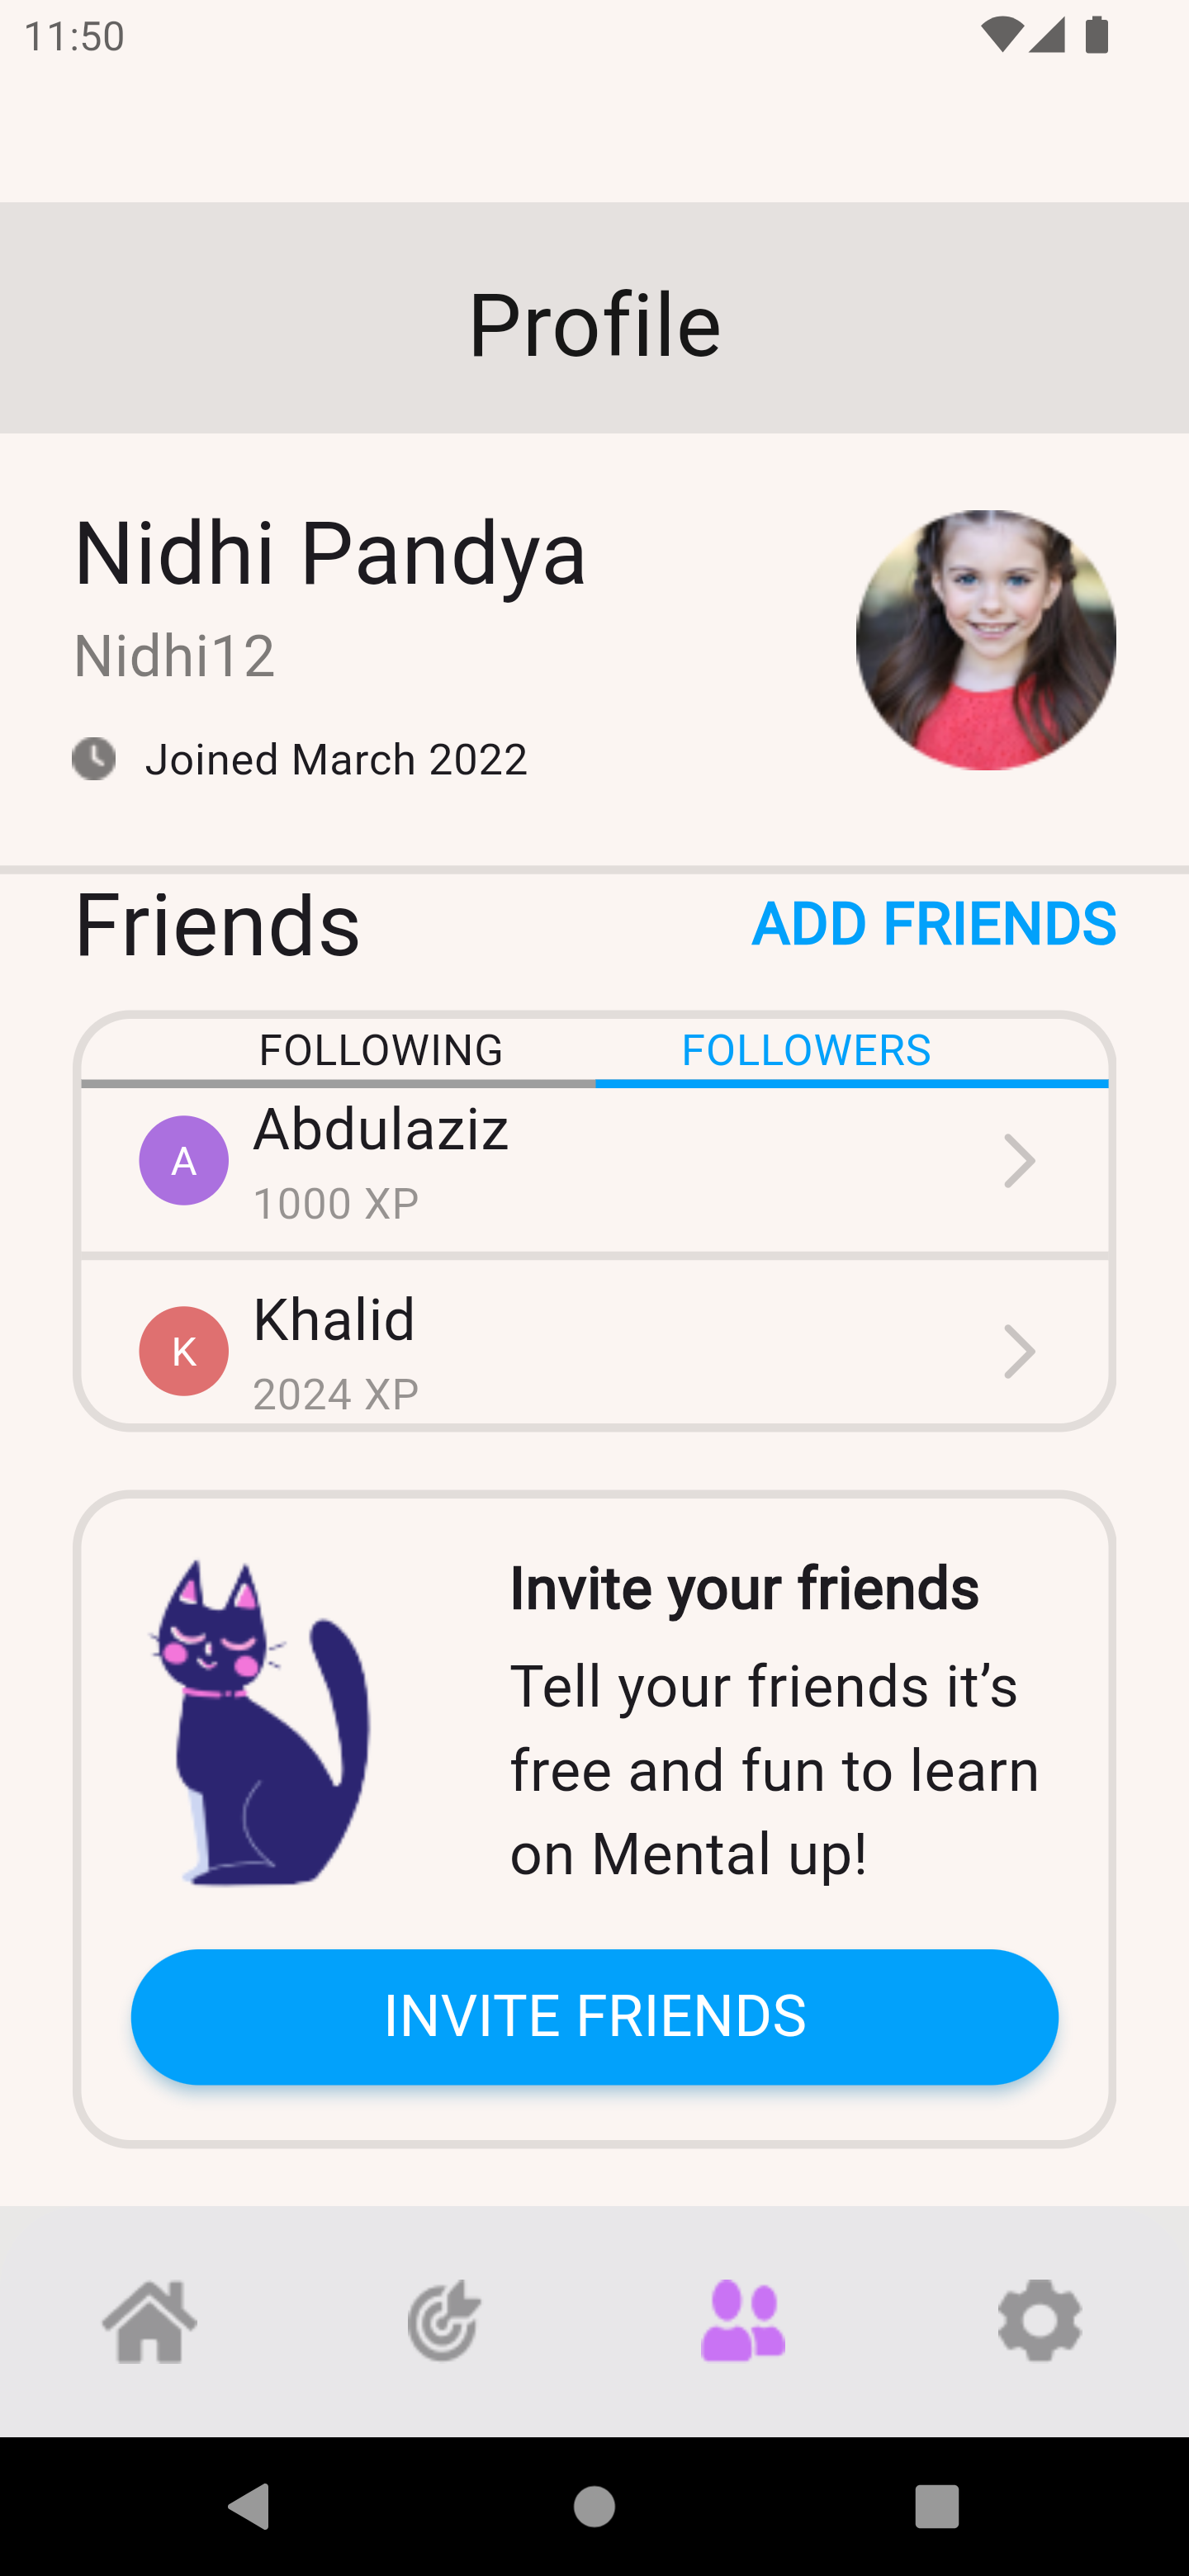 11:50
Profile
Nidhi Pandya
Nidhi12
Joined March 2022
Friends
ADD FRIENDS
FOLLOWING
FOLLOWERS
A
Abdulaziz
1000 XP
K
Khalid
2024 XP
Invite your friends
Tell your friends it’s
free and fun to learn
on Mental up!
INVITE FRIENDS